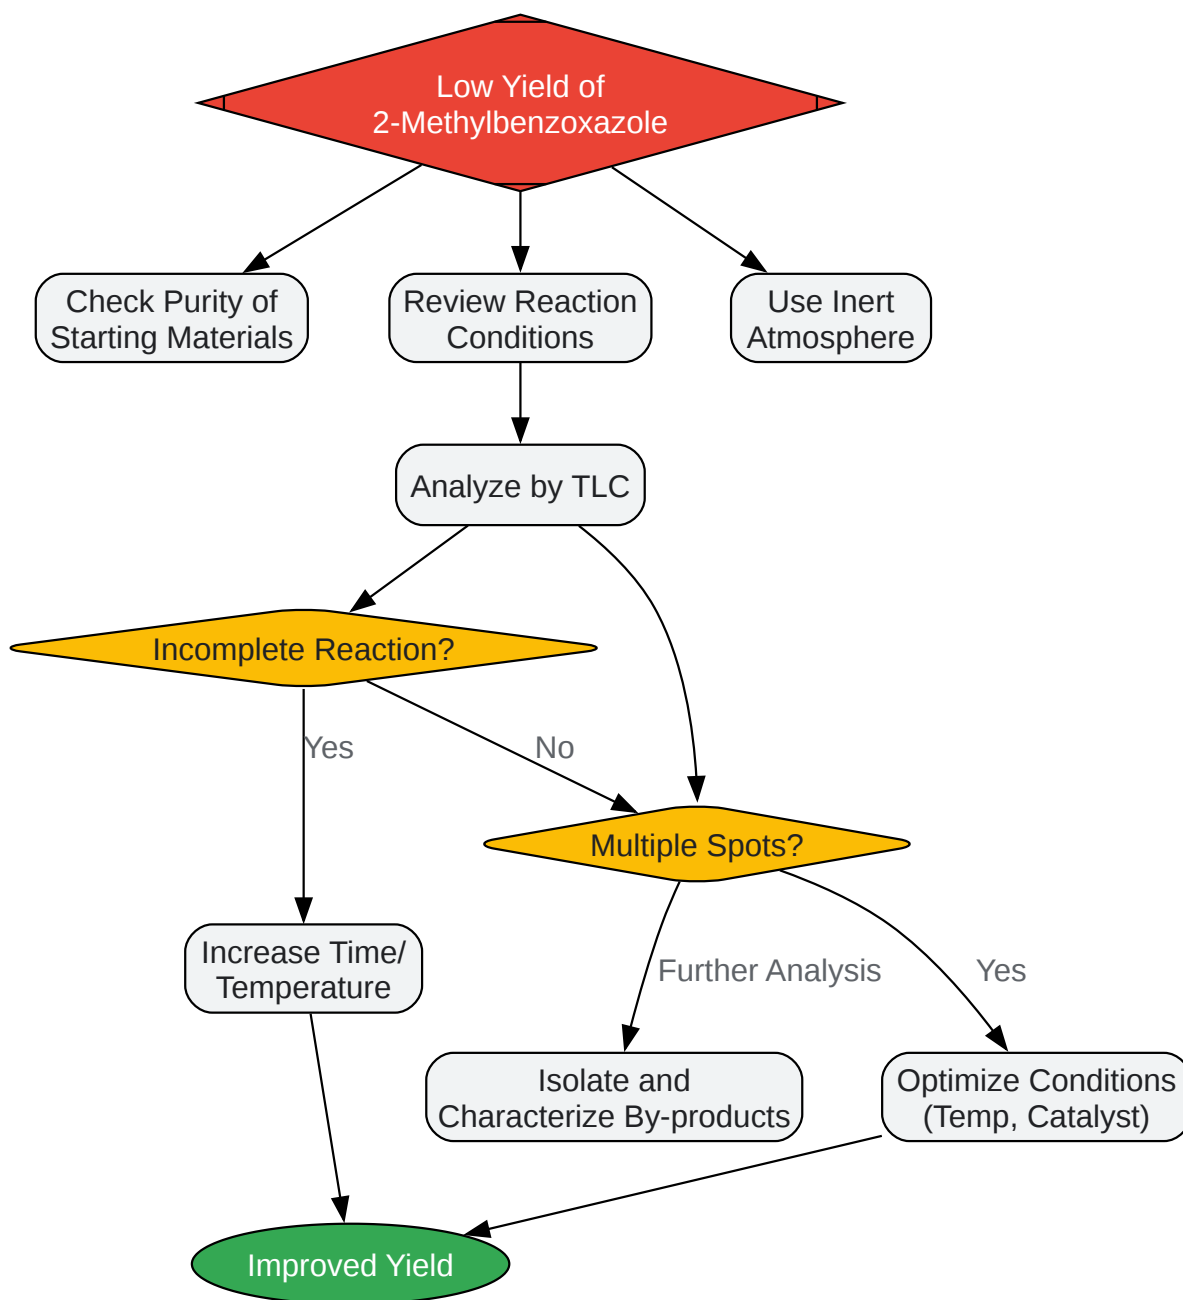 Low Yield of
2-Methylbenzoxazole
Check Purity of
Starting Materials
Review Reaction
Conditions
Use Inert
Atmosphere
Analyze by TLC
Incomplete Reaction?
Yes
No
Multiple Spots?
Increase Time/
Temperature
Further Analysis
Yes
Isolate and
Characterize By-products
Optimize Conditions
(Temp, Catalyst)
Improved Yield